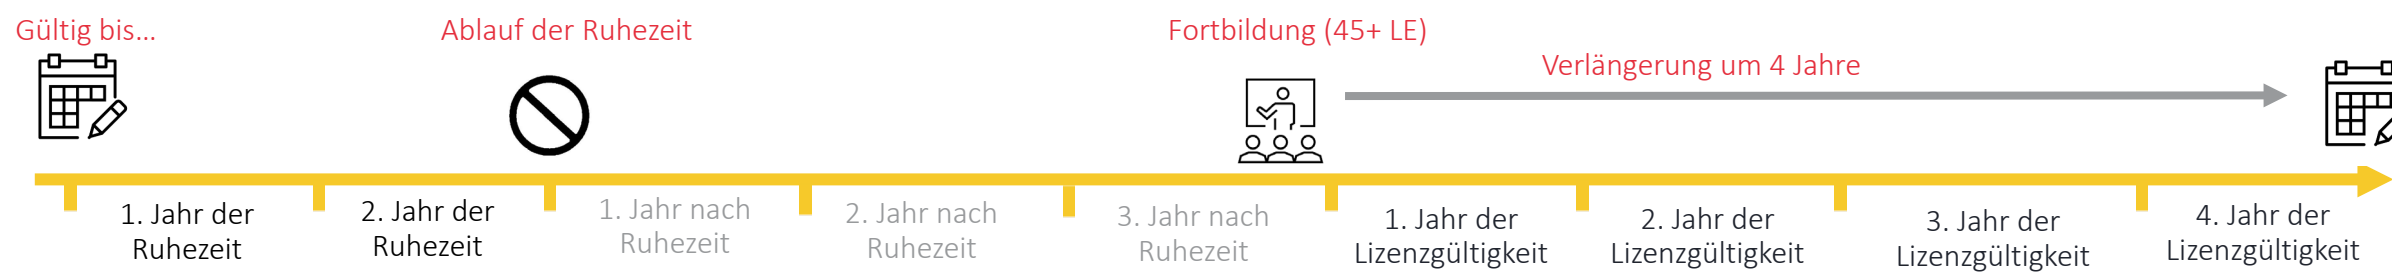 Gültig bis...
Ablauf der Ruhezeit
Fortbildung (45+ LE)
Verlängerung um 4 Jahre
1. Jahr der
Ruhezeit
2. Jahr der
Ruhezeit
1. Jahr nach
Ruhezeit
2. Jahr nach
Ruhezeit
3. Jahr nach
Ruhezeit
1. Jahr der
Lizenzgültigkeit
2. Jahr der
Lizenzgültigkeit
3. Jahr der
Lizenzgültigkeit
4. Jahr der
Lizenzgültigkeit